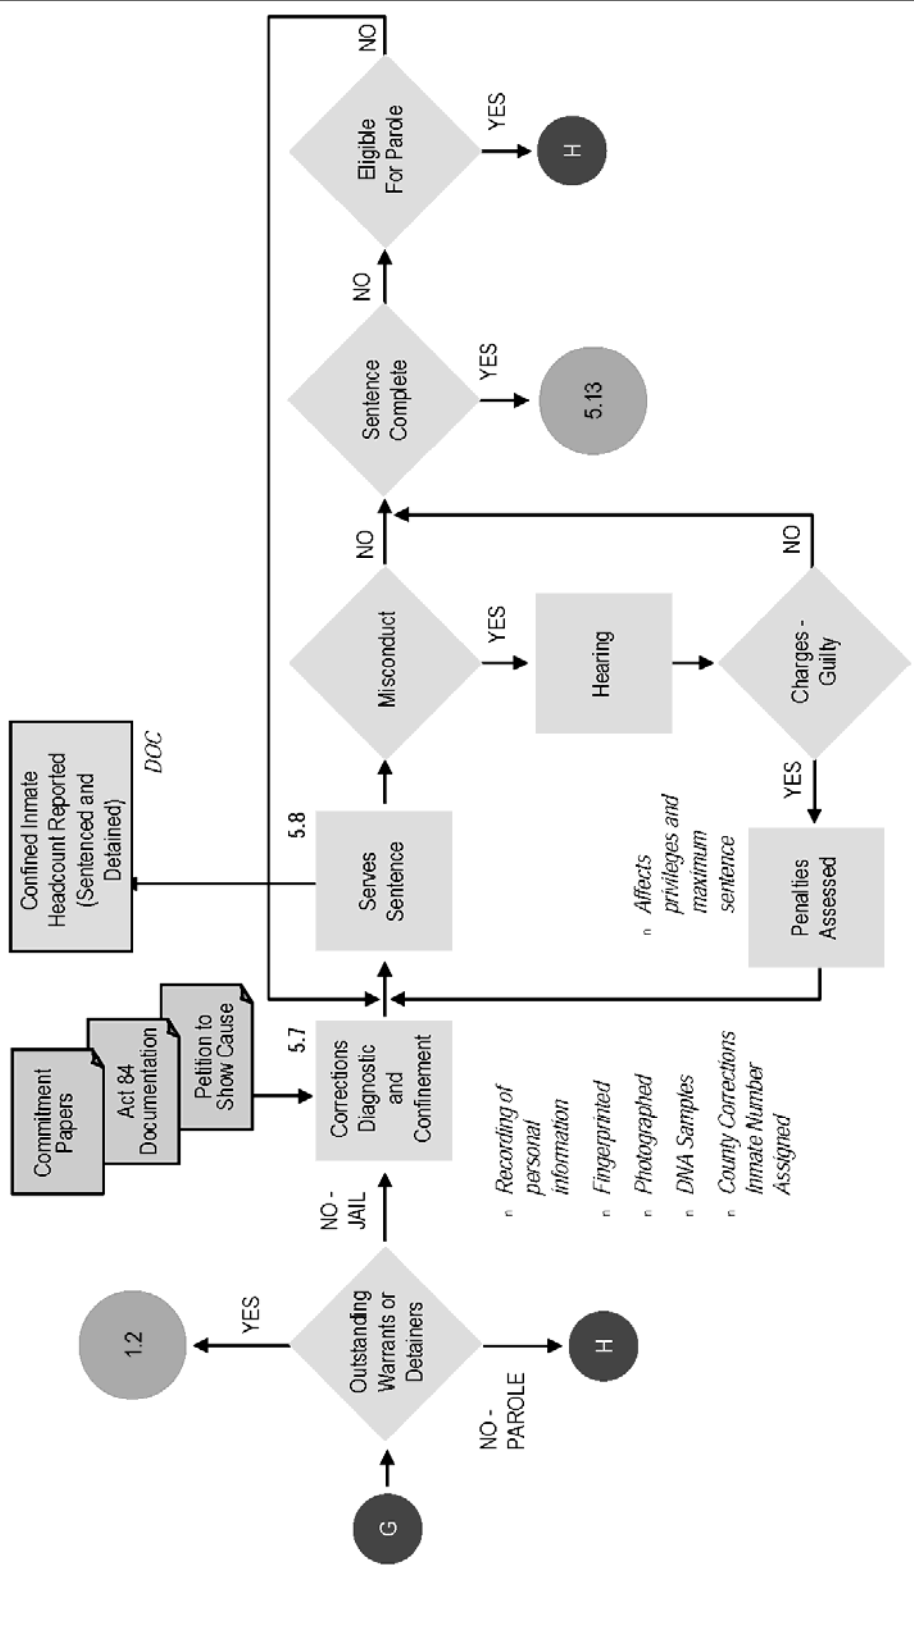 Commitment
Papers
Act 84
Documentation
Petition to
Show Cause
Confined Inmate
Headcount Reported
(Sentenced and
Detained)
DOC
1.2
YES
G
Outstanding
Warrants or
Detainers
NO -
JAIL
NO -
PAROLE
H
5.7
Corrections
Diagnostic
and
Confinement
5.8
Serves
Sentence
Misconduct
NO
YES
Sentence
Complete
NO
YES
5.13
Eligible
For Parole
NO
YES
H
Hearing
Charges -
Guilty
NO
YES
Penalties
Assessed
▫ Affects
privileges and
maximum
sentence
▫ Recording of
personal
information
▫ Fingerprinted
▫ Photographed
▫ DNA Samples
▫ County Corrections
Inmate Number
Assigned